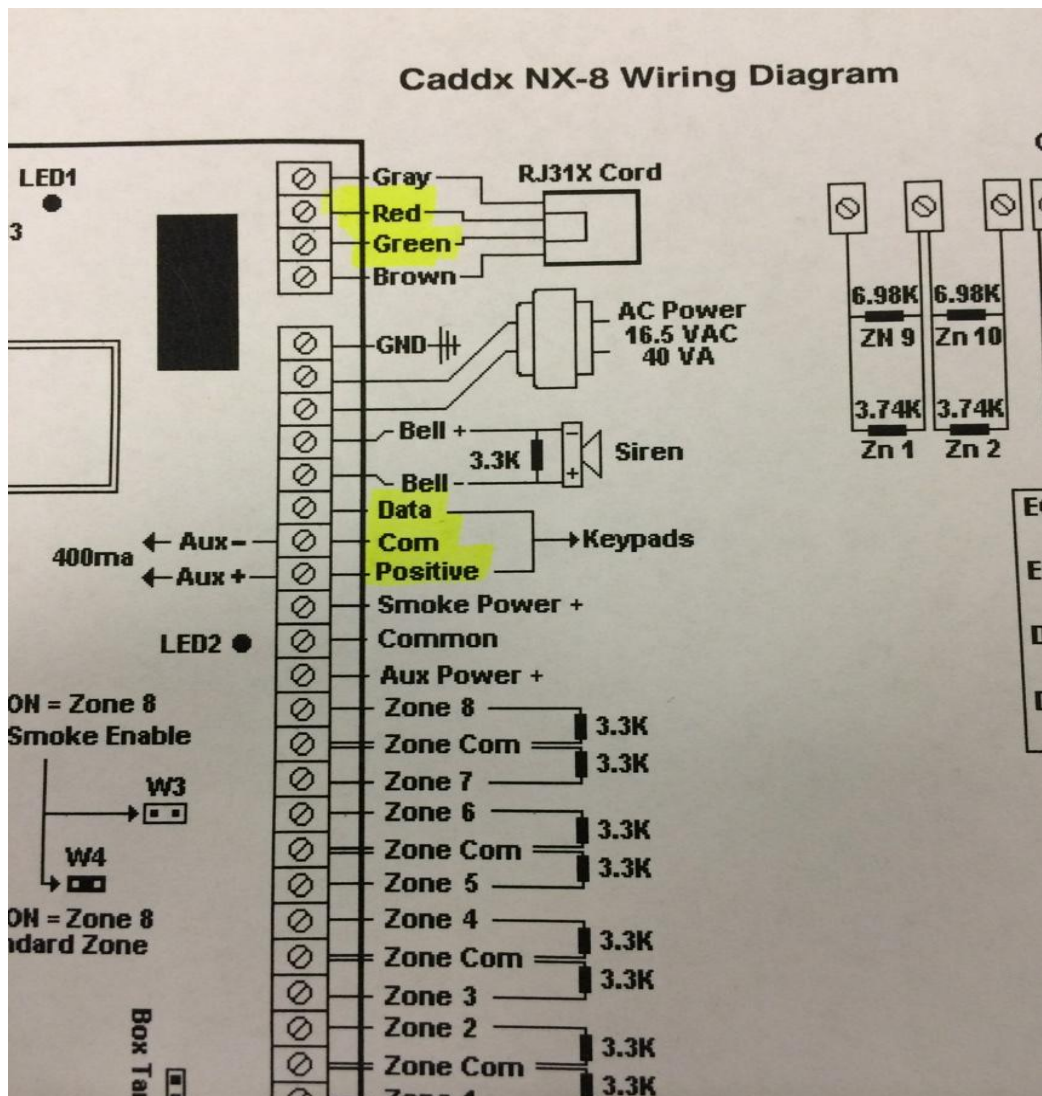 Caddx NX-8 Wiring Diagram
LED1
3
Gray
Red
Green
Brown
RJ31X Cord
GND
AC Power
16.5 VAC
40 VA
Bell +
3.3K
Bell -
- +
Siren
Data
Com
Positive
Keypads
400ma
Aux -
Aux +
Smoke Power +
LED2
Common
Aux Power +
ON = Zone 8
Smoke Enable
W3
W4
ON = Zone 8
ndard Zone
Zone 8
3.3K
Zone Com
3.3K
Zone 7
Zone 6
3.3K
Zone Com
3.3K
Zone 5
Zone 4
3.3K
Zone Com
3.3K
Zone 3
Zone 2
3.3K
Zone Com
3.3K
6.98K 6.98K
ZN 9 Zn 10
3.74K 3.74K
Zn 1 Zn 2
Box Ta